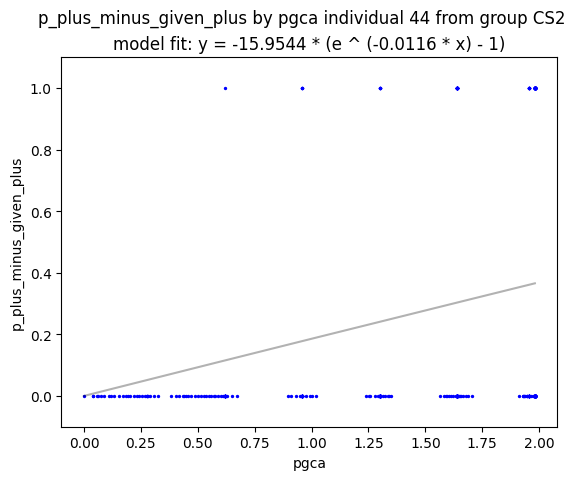 p_plus_minus_given_plus by pgca individual 44 from group CS2
model fit: y = -15.9544 * (e ^ (-0.0116 * x) - 1)
p_plus_minus_given_plus
1.0
0.8
0.6
0.4
0.2
0.0
0.00 0.25 0.50 0.75 1.00 1.25 1.50 1.75 2.00
pgca